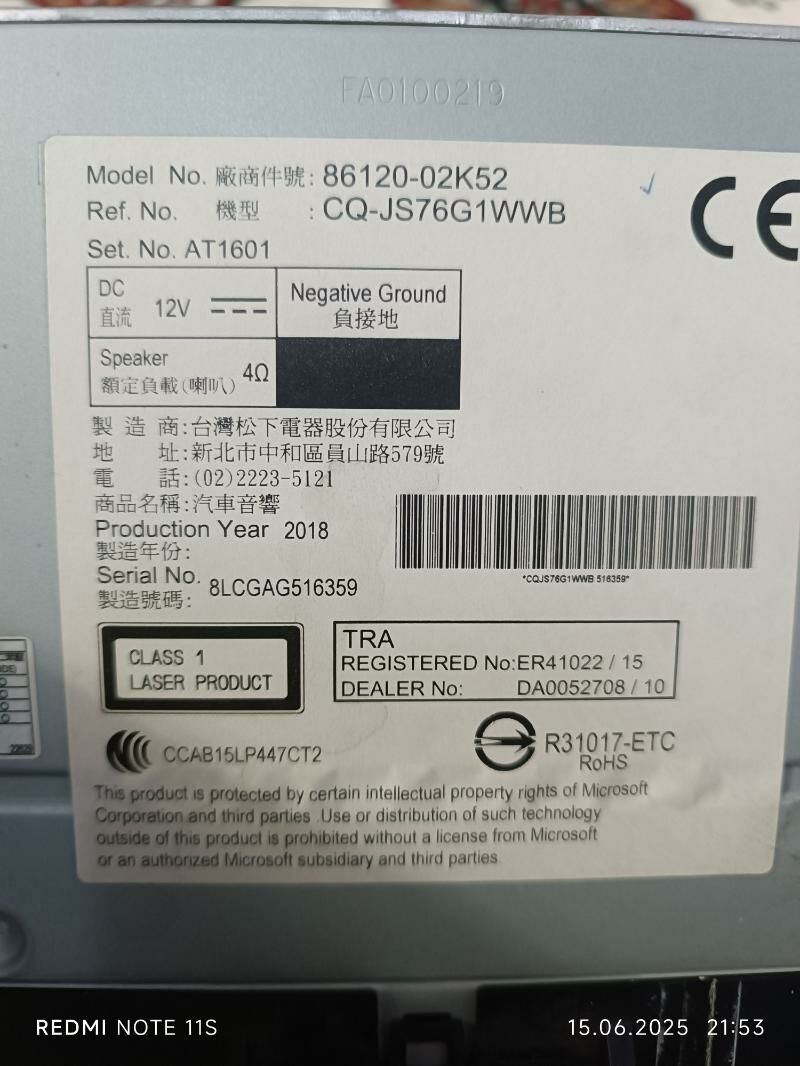 FA0100219
Model No. 廠商件號: 86120-02K52
Ref. No. 機型 : CQ-JS76G1WWB
Set. No. AT1601
CE
DC
直流 12V
Negative Ground
負接地
Speaker
額定負載(喇叭) 4Ω
製造商:台灣松下電器股份有限公司
地址:新北市中和區員山路579號
電話:(02)2223-5121
商品名稱:汽車音響
Production Year 2018
製造年份:
Serial No. 8LCGAG516359
製造號碼:
*CQJS76G1WWB 516359*
CLASS 1
LASER PRODUCT
TRA
REGISTERED No:ER41022 / 15
DEALER No: DA0052708 / 10
CCAB15LP447CT2
R31017-ETC
RoHS
This product is protected by certain intellectual property rights of Microsoft
Corporation and third parties .Use or distribution of such technology
outside of this product is prohibited without a license from Microsoft
or an authorized Microsoft subsidiary and third parties.
REDMI NOTE 11S
15.06.2025 21:53